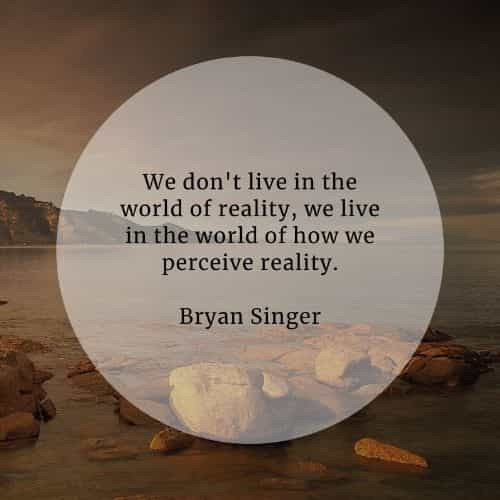 We don't live in the
world of reality, we live
in the world of how we
perceive reality.
Bryan Singer